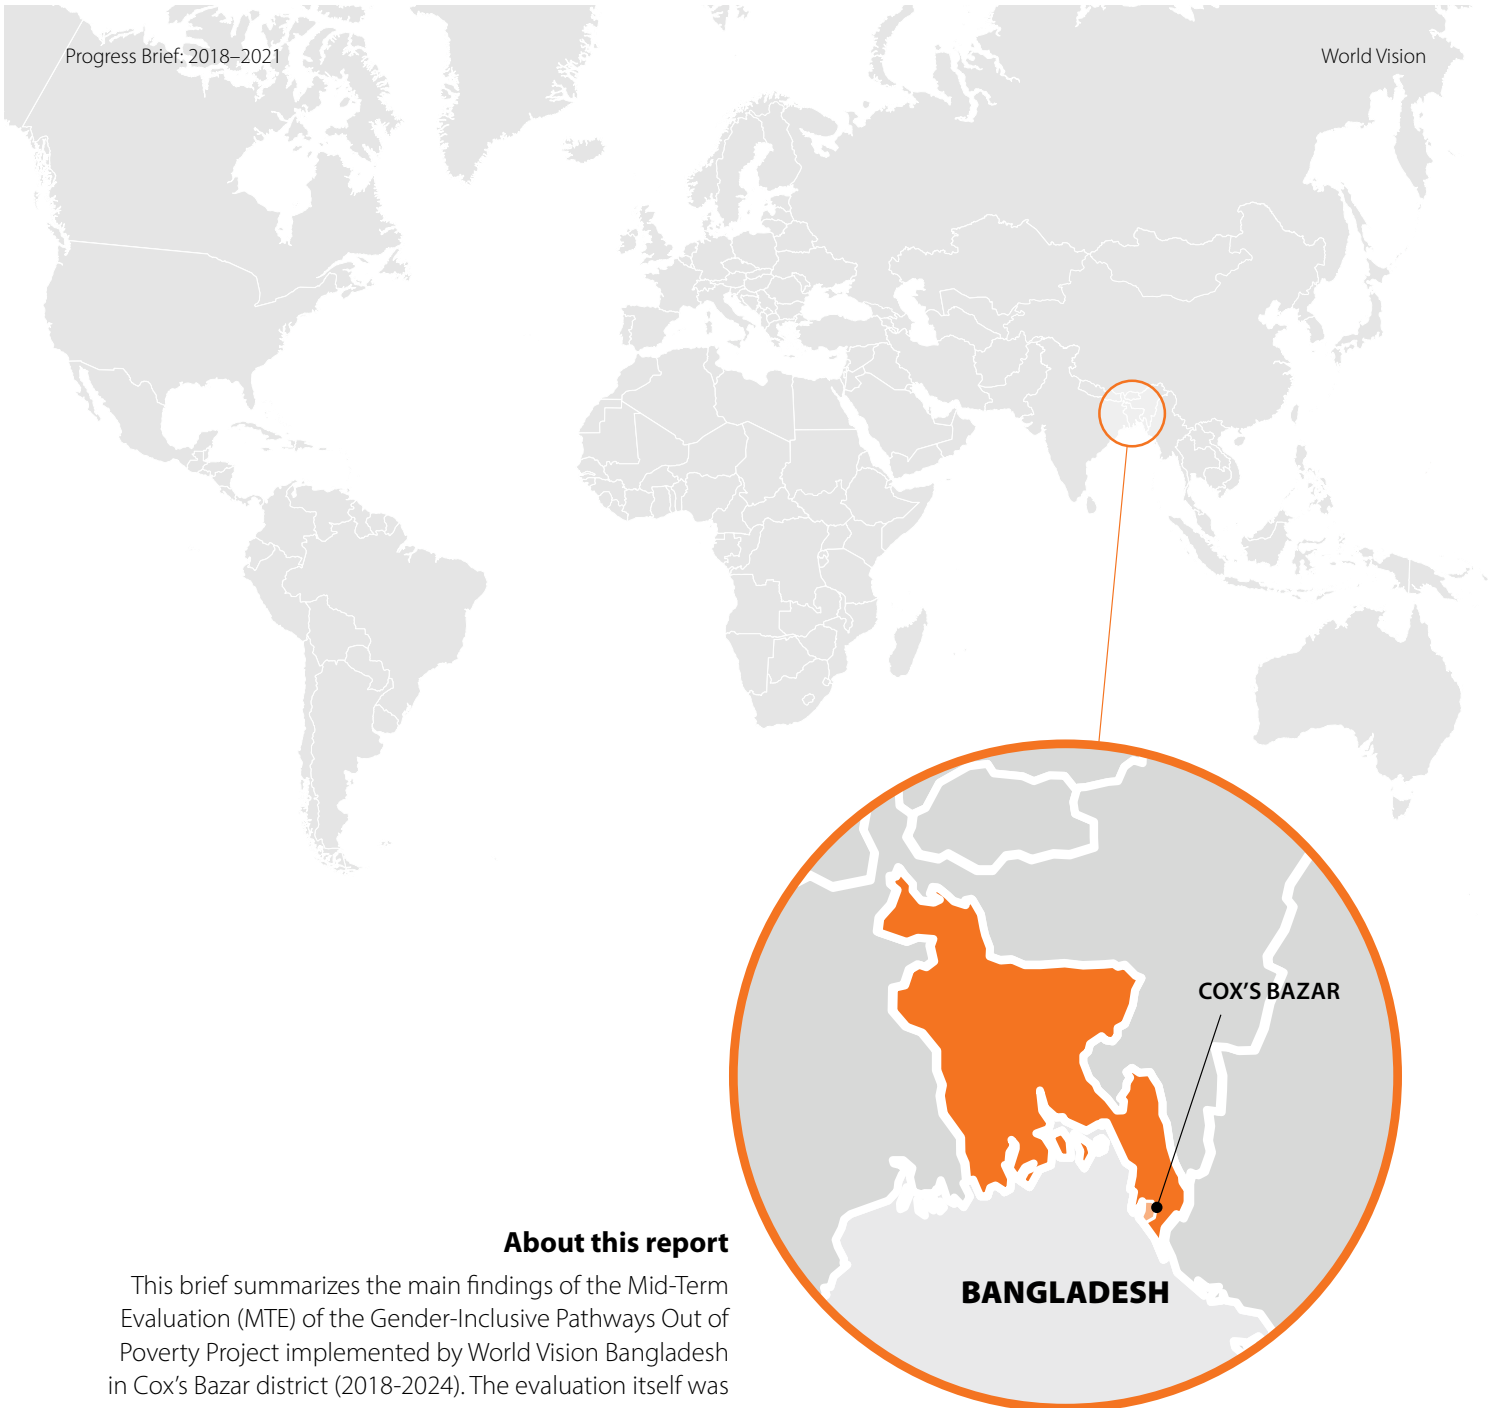 Progress Brief: 2018–2021
World Vision
COX'S BAZAR
BANGLADESH
About this report
This brief summarizes the main findings of the Mid-Term
Evaluation (MTE) of the Gender-Inclusive Pathways Out of
Poverty Project implemented by World Vision Bangladesh
in Cox's Bazar district (2018-2024). The evaluation itself was